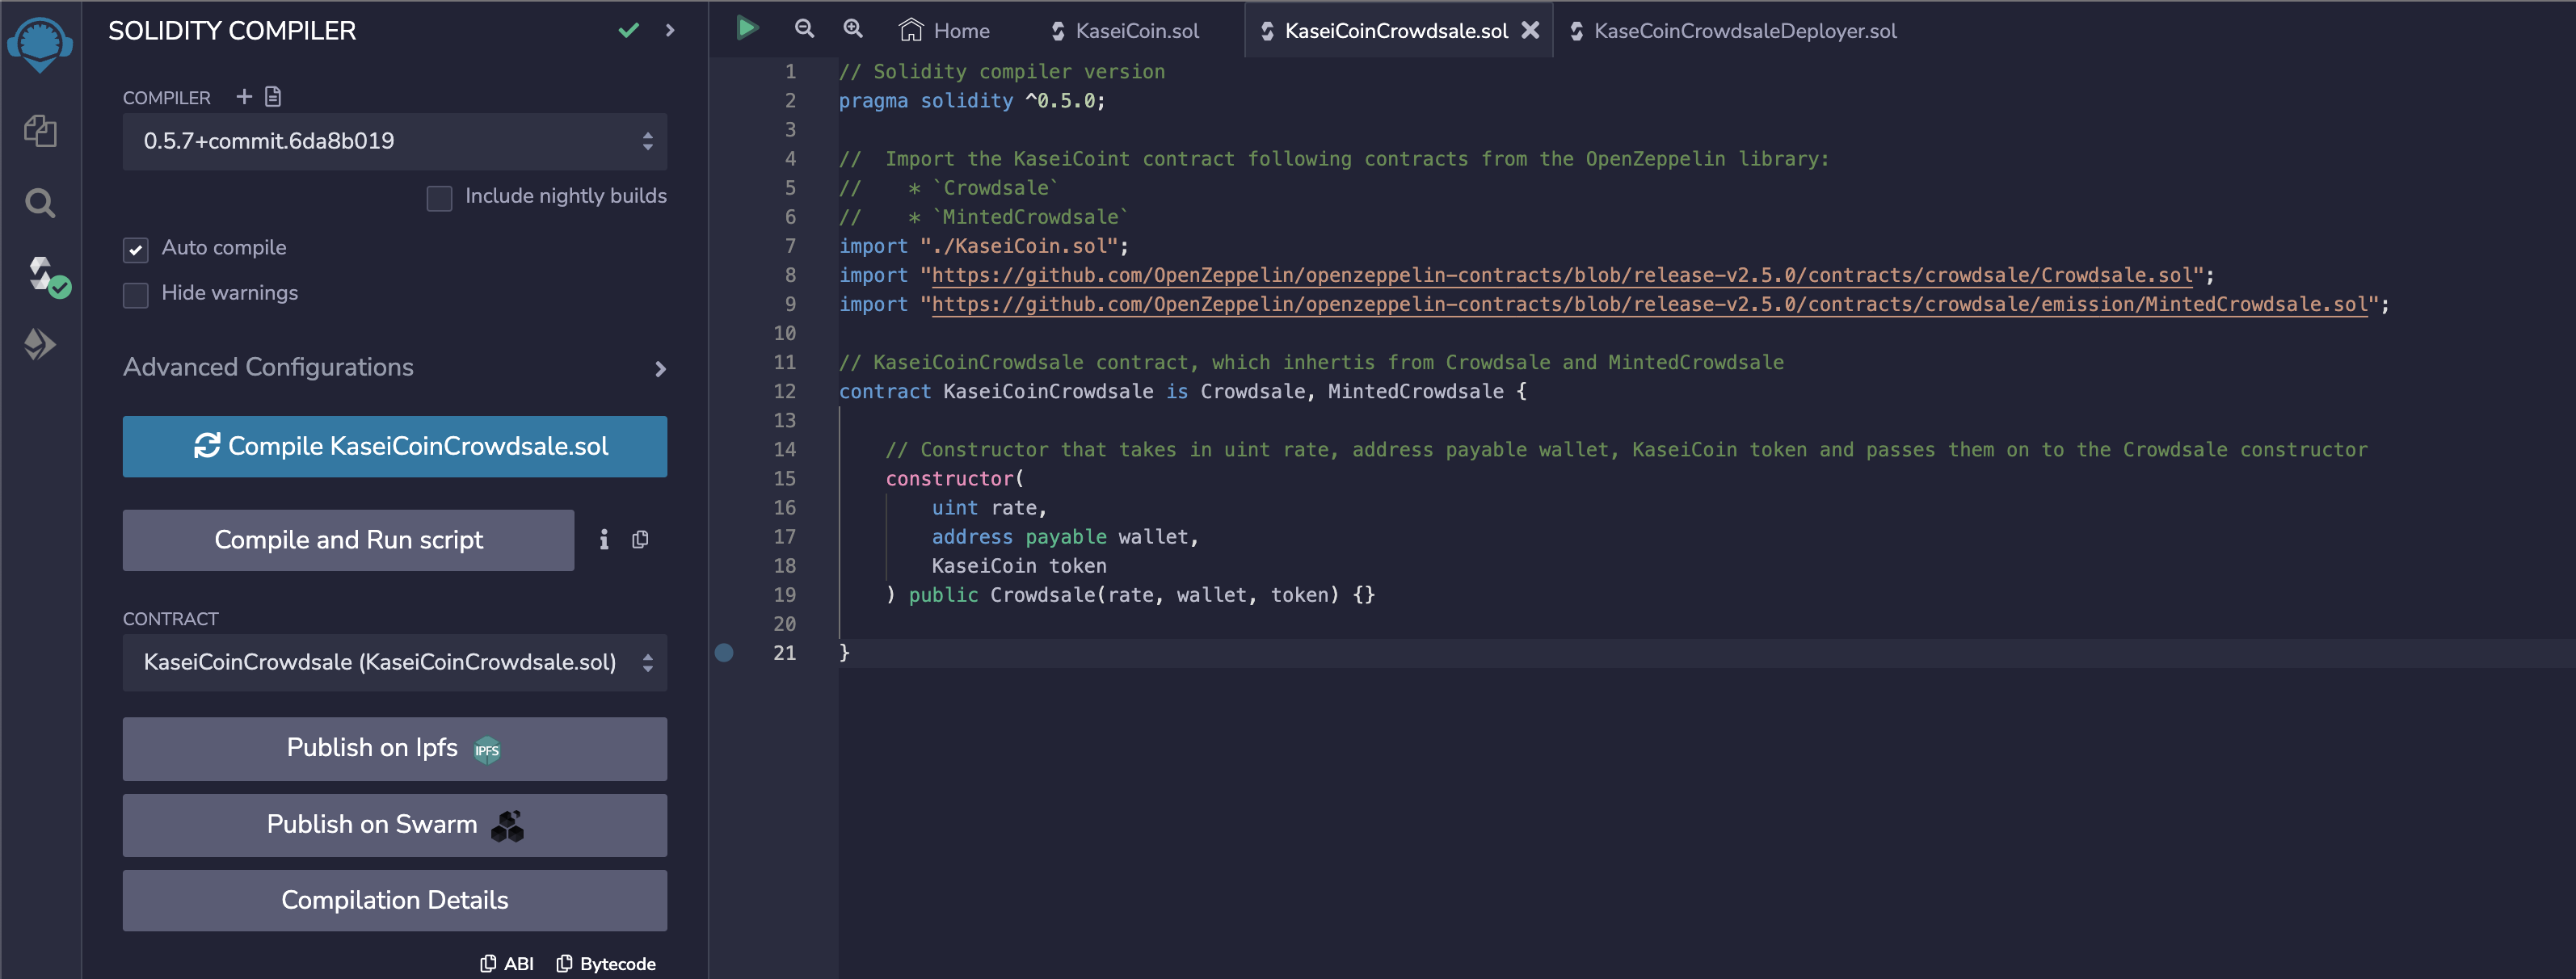 SOLIDITY COMPILER
COMPILER
0.5.7+commit.6da8b019
Include nightly builds
Auto compile
Hide warnings
Advanced Configurations
Compile KaseiCoinCrowdsale.sol
Compile and Run script
CONTRACT
KaseiCoinCrowdsale (KaseiCoinCrowdsale.sol)
Publish on Ipfs IPFS
Publish on Swarm
Compilation Details
ABI Bytecode
Home KaseiCoin.sol KaseiCoinCrowdsale.sol KaseCoinCrowdsaleDeployer.sol
1 // Solidity compiler version
2 pragma solidity ^0.5.0;
3
4 //  Import the KaseiCoint contract following contracts from the OpenZeppelin library:
5 //    * `Crowdsale`
6 //    * `MintedCrowdsale`
7 import "./KaseiCoin.sol";
8 import "https://github.com/OpenZeppelin/openzeppelin-contracts/blob/release-v2.5.0/contracts/crowdsale/Crowdsale.sol";
9 import "https://github.com/OpenZeppelin/openzeppelin-contracts/blob/release-v2.5.0/contracts/crowdsale/emission/MintedCrowdsale.sol";
10
11 // KaseiCoinCrowdsale contract, which inhertis from Crowdsale and MintedCrowdsale
12 contract KaseiCoinCrowdsale is Crowdsale, MintedCrowdsale {
13
14     // Constructor that takes in uint rate, address payable wallet, KaseiCoin token and passes them on to the Crowdsale constructor
15     constructor(
16         uint rate,
17         address payable wallet,
18         KaseiCoin token
19     ) public Crowdsale(rate, wallet, token) {}
20
21 }